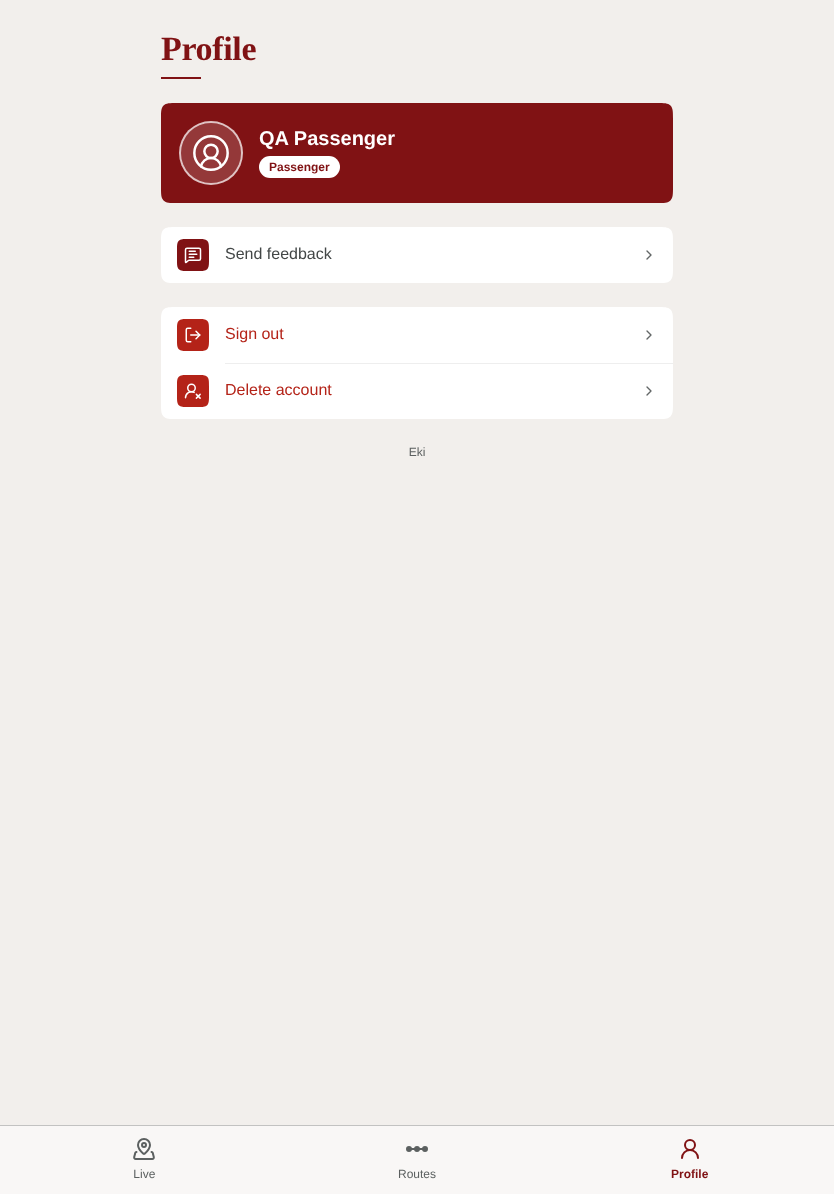 Profile
QA Passenger
Passenger
Send feedback
Sign out
Delete account
Eki
Live
Routes
Profile